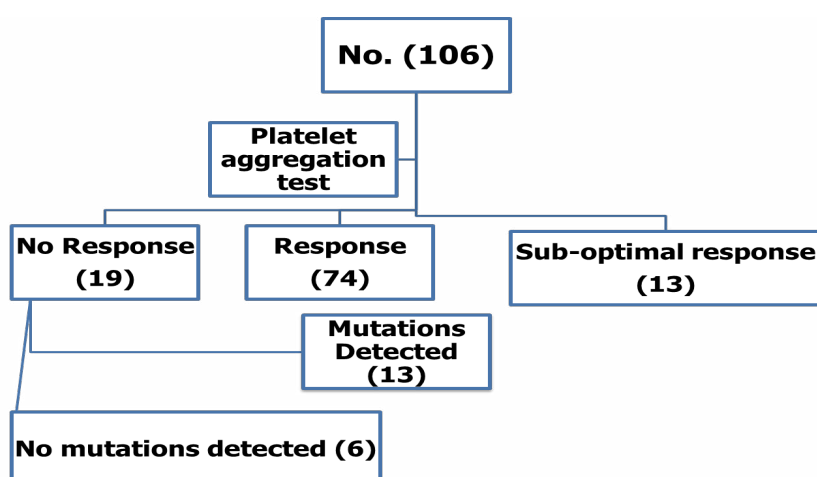 No. (106)
Platelet
aggregation
test
No Response
(19)
Response
(74)
Sub-optimal response
(13)
Mutations
Detected
(13)
No mutations detected (6)